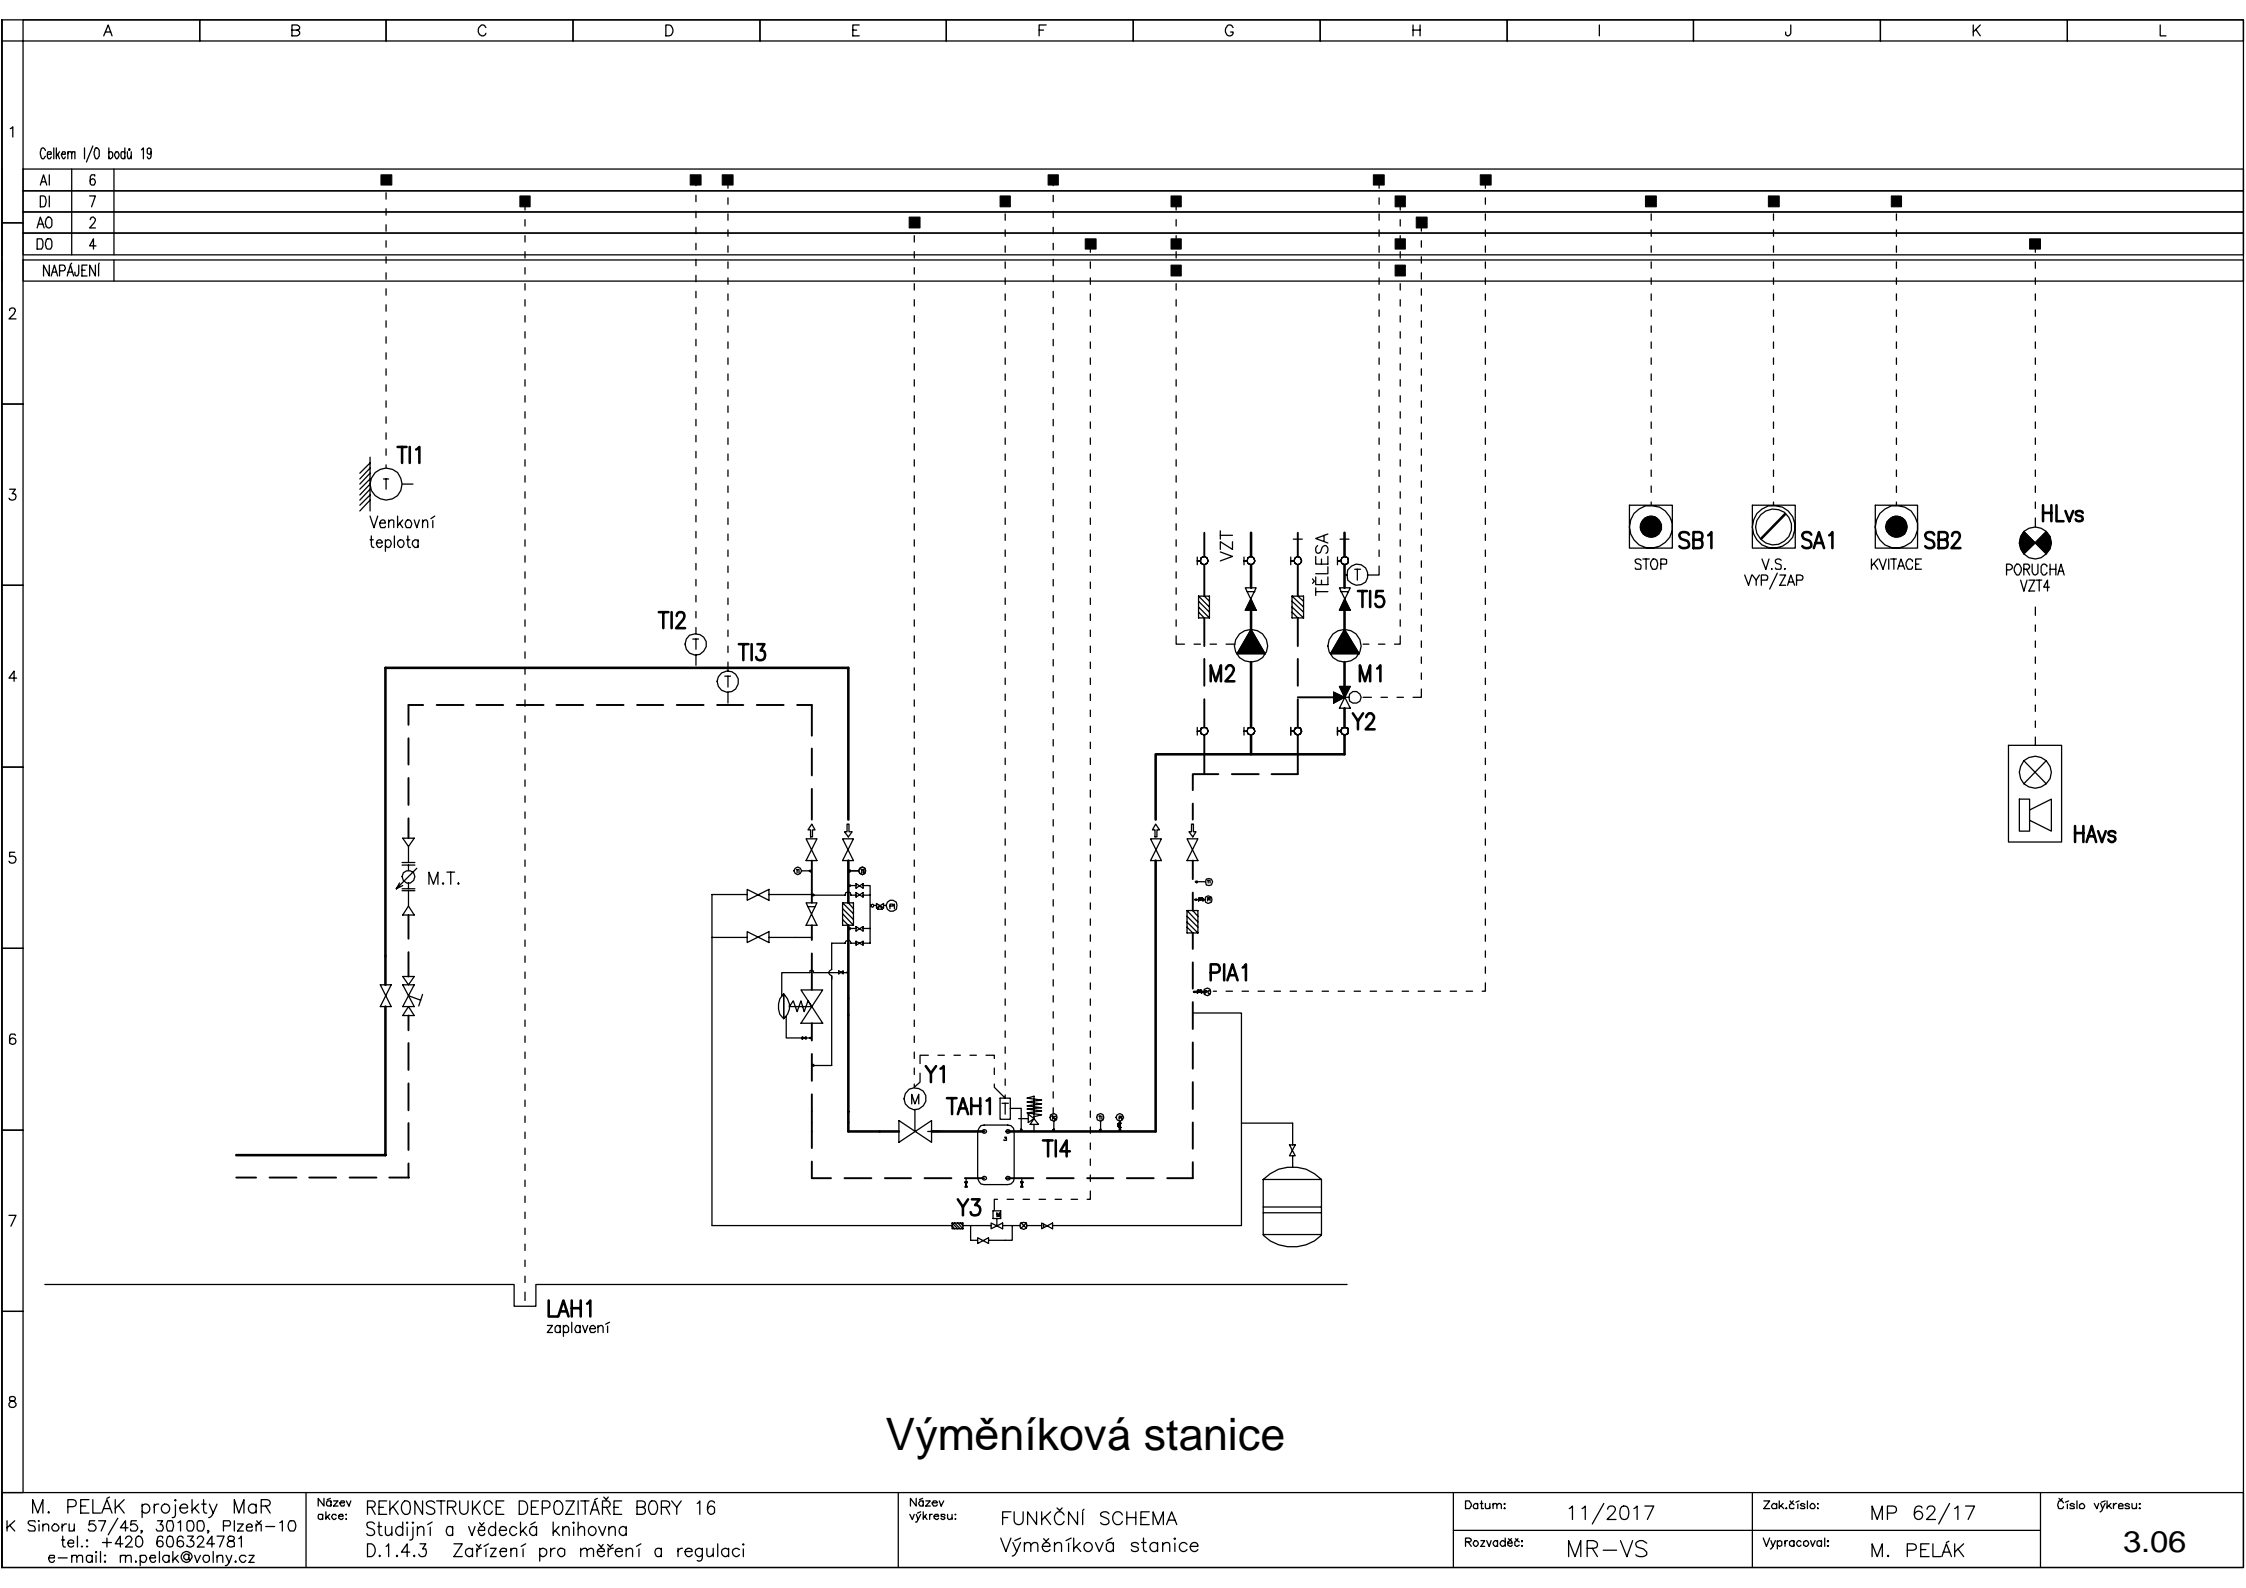 A B C D E F G H I J K L
1
Celkem I/O bodů 19
AI 6
DI 7
AO 2
DO 4
NAPÁJENÍ
2
TI1
T
Venkovní
teplota
3
HLvs
SB1
STOP
SA1
V.S.
VYP/ZAP
SB2
KVITACE
PORUCHA
VZT4
VZT
TĚLESA
T
TI5
TI2
T
TI3
T
4
M2
M1
Y2
HAvs
5
M.T.
PIA1
6
Y1
M
TAH1
T
TI4
Y3
M
7
LAH1
zaplavení
8
Výměníková stanice
M. PELÁK projekty MaR
K Sinoru 57/45, 30100, Plzeň-10
tel.: +420 606324781
e-mail: m.pelak@volny.cz
Název
akce:
REKONSTRUKCE DEPOZITÁŘE BORY 16
Studijní a vědecká knihovna
D.1.4.3 Zařízení pro měření a regulaci
Název
výkresu:
FUNKČNÍ SCHEMA
Výměníková stanice
Datum: 11/2017
Rozvaděč: MR-VS
Zak.číslo: MP 62/17
Vypracoval: M. PELÁK
Číslo výkresu:
3.06